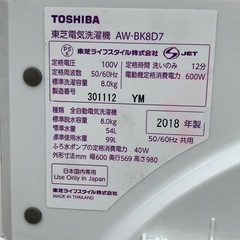 TOSHIBA
東芝電気洗濯機 AW-BK8D7
PS E 東芝ライフスタイル株式会社 JET
定格電圧 100V 定格時間 洗いのみ 12分
定格周波数 50/60Hz 電動機定格消費電力 600W
標準洗濯容量 8.0kg
製造番号 301112 YM
種類 全自動電気洗濯機
標準脱水容量 8.0kg
標準使用水量 99L
50/60Hz 共用
2018 年製
ふろ水ポンプの定格消費電力 40W
外形寸法mm 幅600 奥行569 高さ980
日本国内専用
Use Only in Japan
東芝ライフスタイル株式会社
MADE IN THAILAND